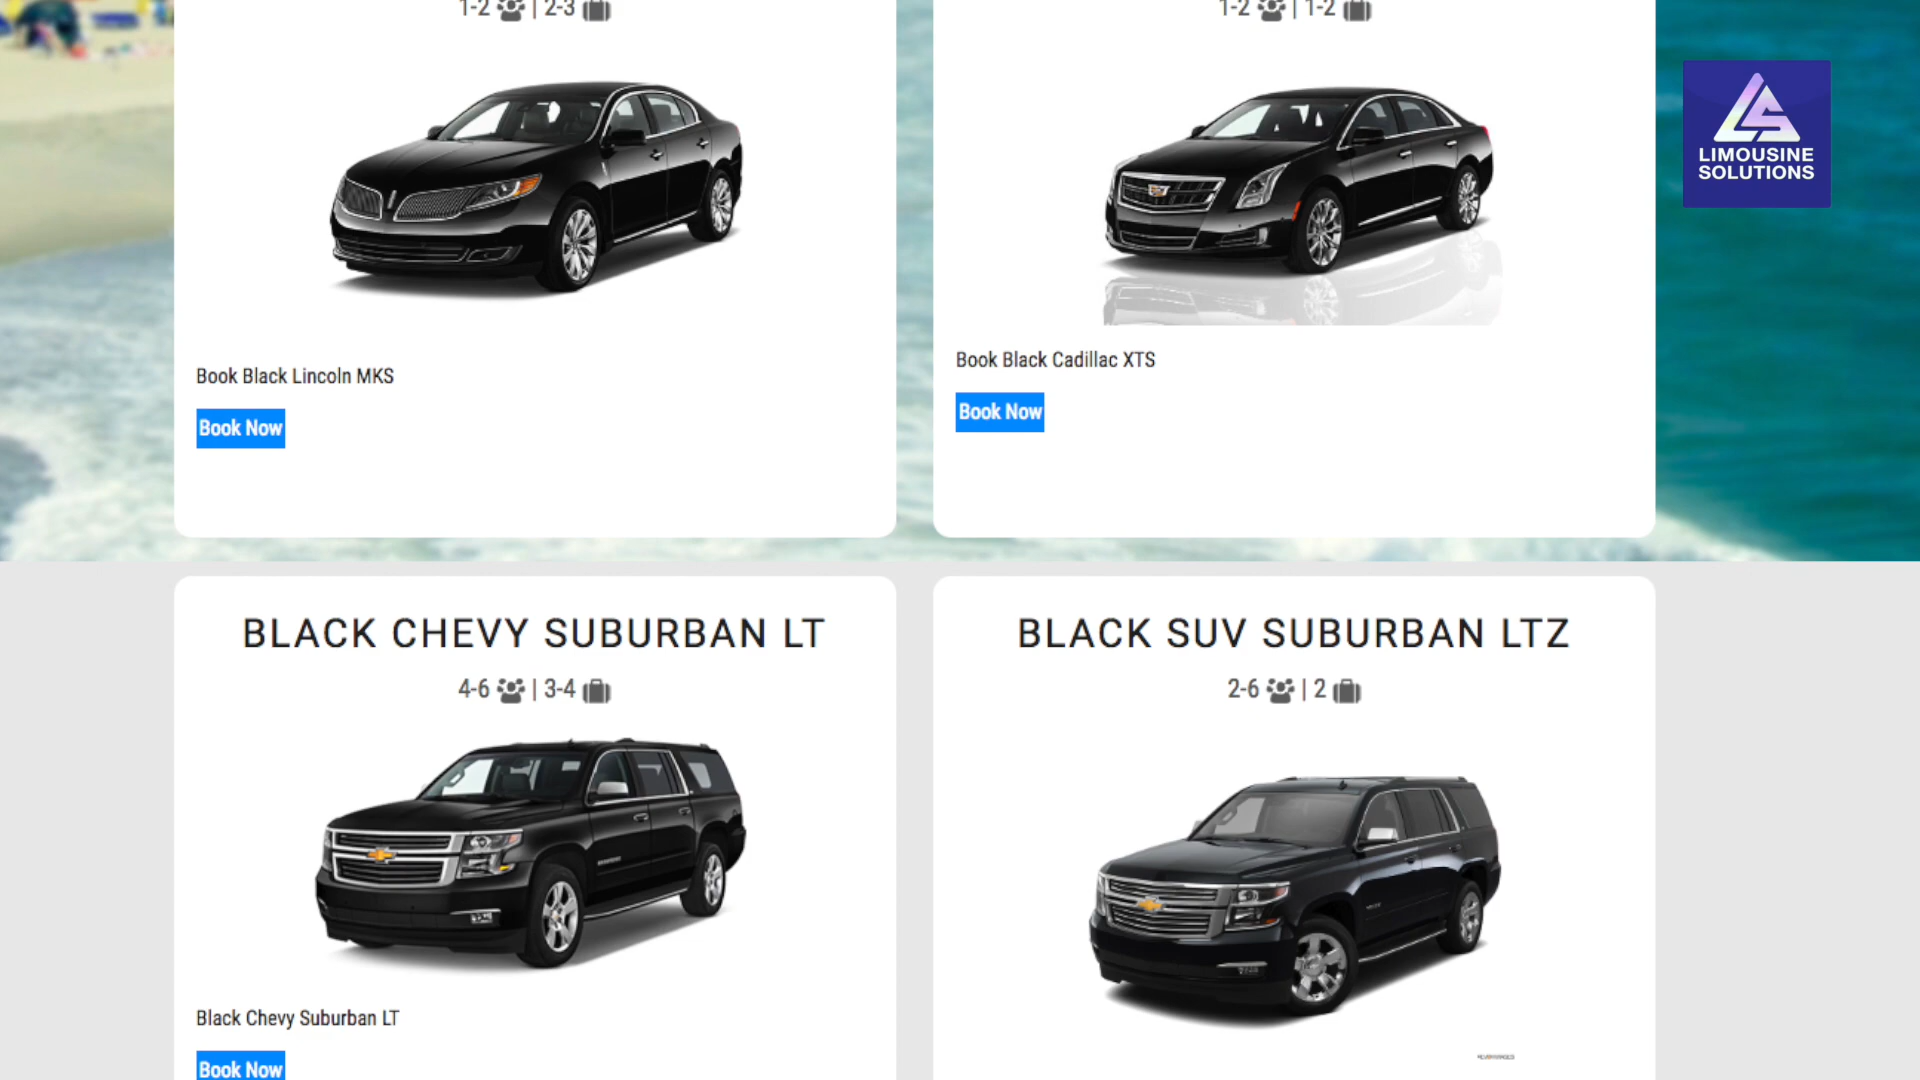 1-2 | 2-3
1-2 | 1-2
LIMOUSINE
SOLUTIONS
Book Black Lincoln MKS
Book Now
Book Black Cadillac XTS
Book Now
BLACK CHEVY SUBURBAN LT
4-6 | 3-4
BLACK SUV SUBURBAN LTZ
2-6 | 2
Black Chevy Suburban LT
Book Now